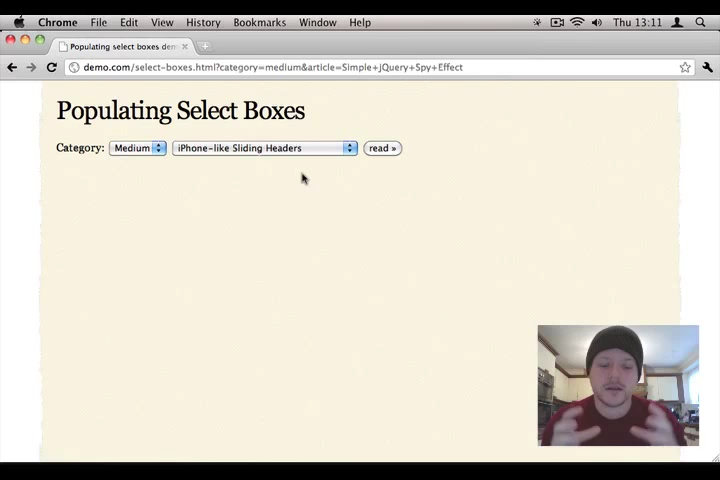 Chrome File Edit View History Bookmarks Window Help Thu 13:11
Populating select boxes dem
demo.com/select-boxes.html?category=medium&article=Simple+jQuery+Spy+Effect
Populating Select Boxes
Category: Medium iPhone-like Sliding Headers read »